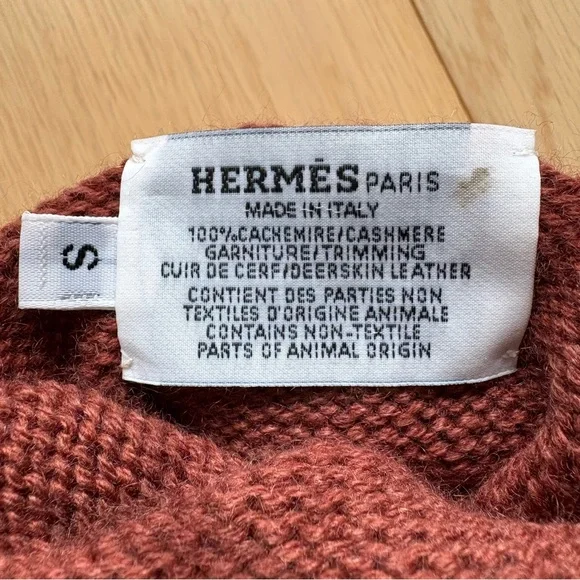 HERMĒS PARIS
MADE IN ITALY
100%CACHEMIRE/CASHMERE
GARNITURE/TRIMMING
CUIR DE CERF/DEERSKIN LEATHER
CONTIENT DES PARTIES NON
TEXTILES D'ORIGINE ANIMALE
CONTAINS NON-TEXTILE
PARTS OF ANIMAL ORIGIN
S